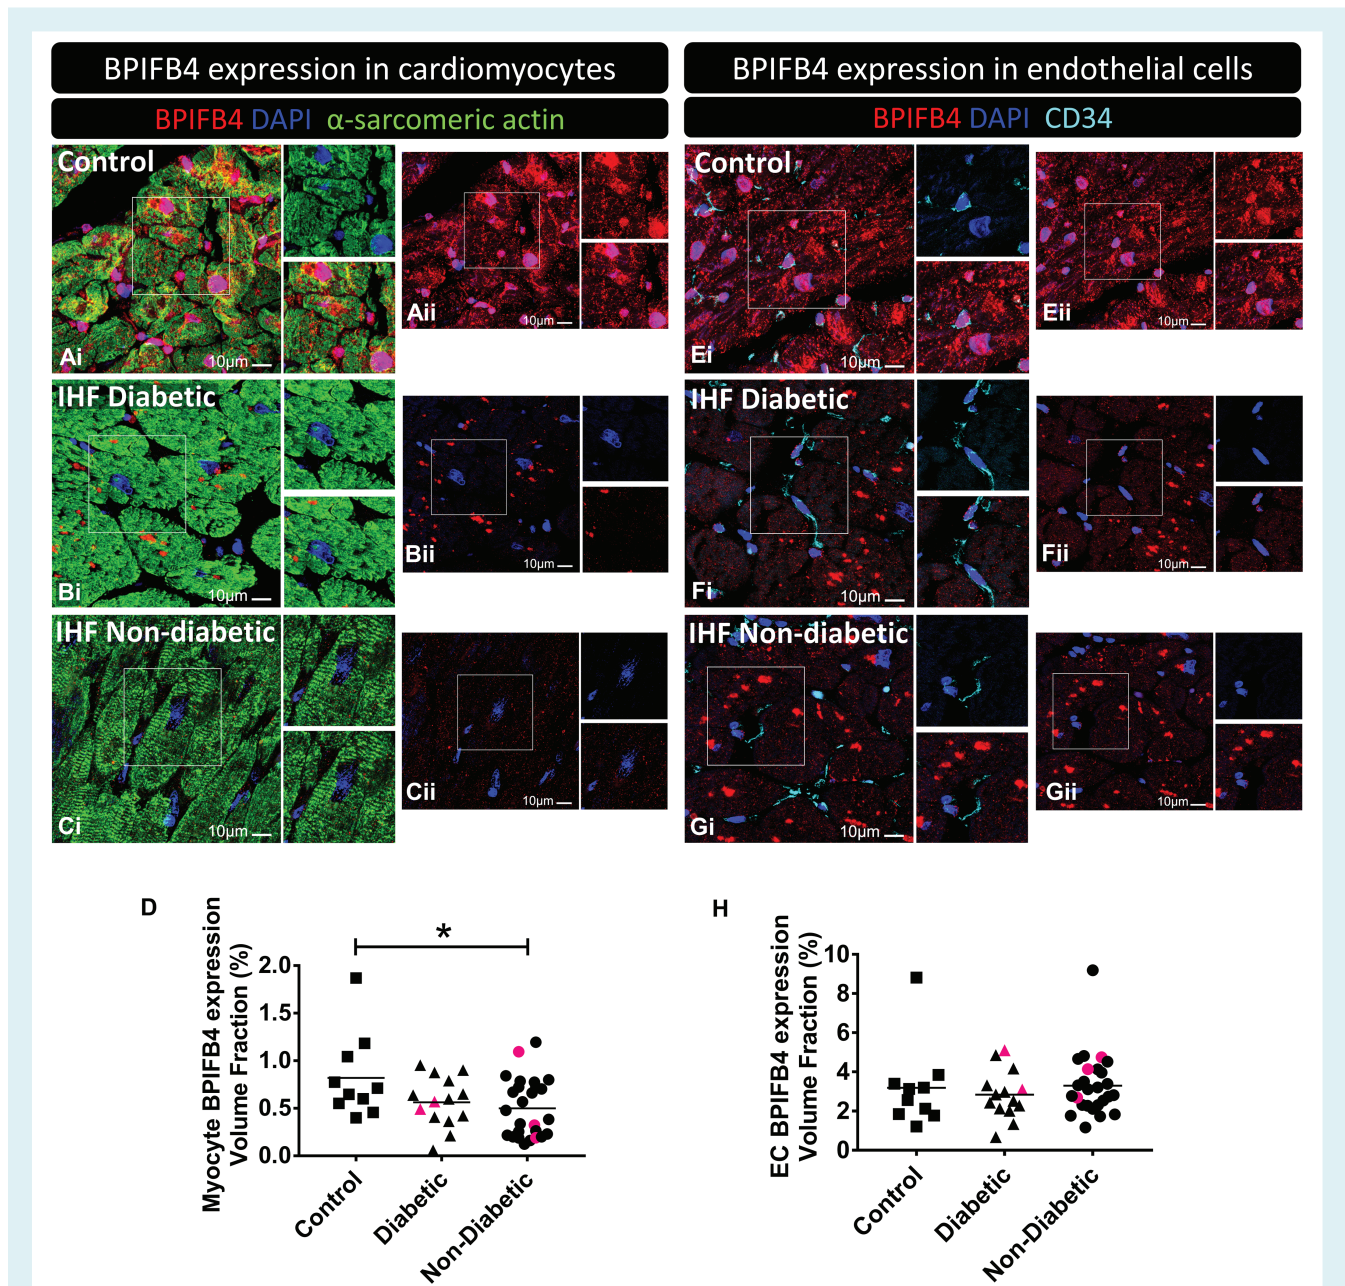 BPIFB4 expression in cardiomyocytes
BPIFB4 DAPI α-sarcomeric actin
Control
Ai
10µm
Aii
10µm
IHF Diabetic
Bi
10µm
Bii
10µm
IHF Non-diabetic
Ci
10µm
Cii
10µm
BPIFB4 expression in endothelial cells
BPIFB4 DAPI CD34
Control
Ei
10µm
Eii
10µm
IHF Diabetic
Fi
10µm
Fii
10µm
IHF Non-diabetic
Gi
10µm
Gii
10µm
D
*
Myocyte BPIFB4 expression
Volume Fraction (%)
2.0
1.5
1.0
0.5
0.0
Control
Diabetic
Non-Diabetic
H
EC BPIFB4 expression
Volume Fraction (%)
10
8
6
4
2
0
Control
Diabetic
Non-Diabetic